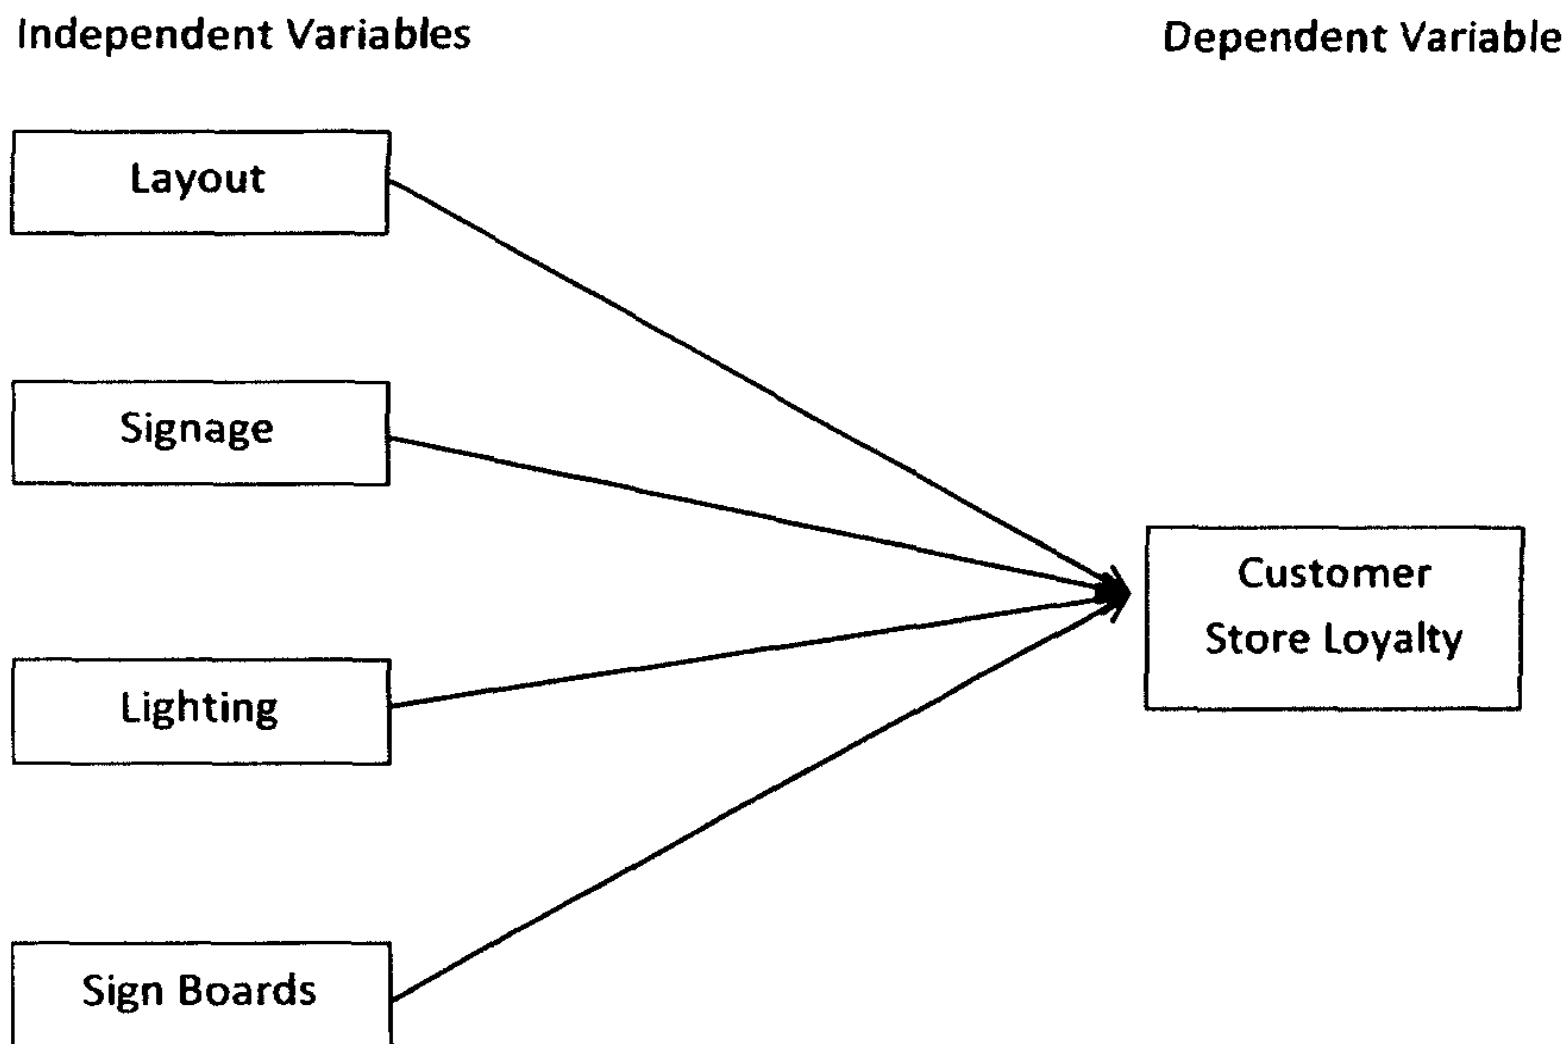 Independent Variables
Dependent Variable
Layout
Signage
Lighting
Sign Boards
Customer
Store Loyalty